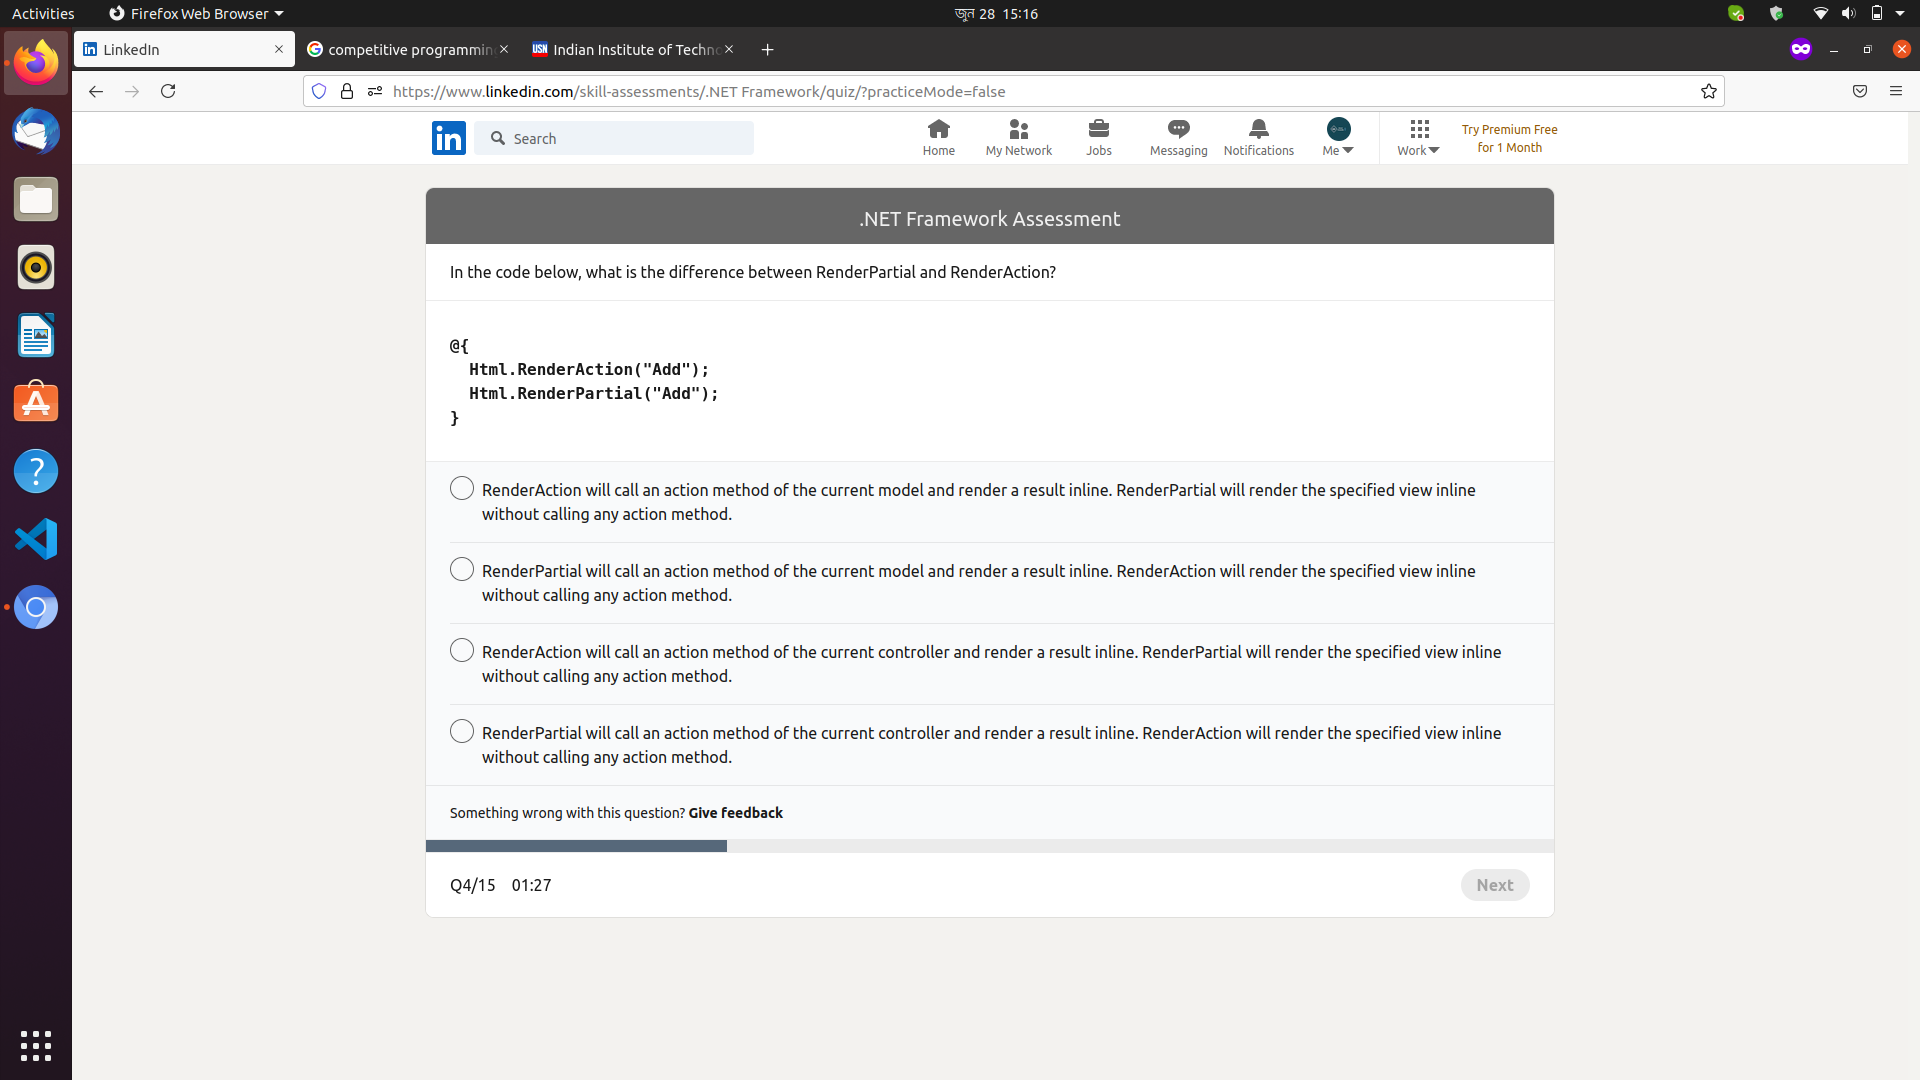 Activities
Firefox Web Browser
जुन 28 15:16
LinkedIn
competitive programmin
USN Indian Institute of Techno
https://www.linkedin.com/skill-assessments/.NET Framework/quiz/?practiceMode=false
in
Search
Home
My Network
Jobs
Messaging
Notifications
Me
Work
Try Premium Free
for 1 Month
.NET Framework Assessment
In the code below, what is the difference between RenderPartial and RenderAction?
@{
Html.RenderAction("Add");
Html.RenderPartial("Add");
}
RenderAction will call an action method of the current model and render a result inline. RenderPartial will render the specified view inline
without calling any action method.
RenderPartial will call an action method of the current model and render a result inline. RenderAction will render the specified view inline
without calling any action method.
RenderAction will call an action method of the current controller and render a result inline. RenderPartial will render the specified view inline
without calling any action method.
RenderPartial will call an action method of the current controller and render a result inline. RenderAction will render the specified view inline
without calling any action method.
Something wrong with this question? Give feedback
Q4/15 01:27
Next